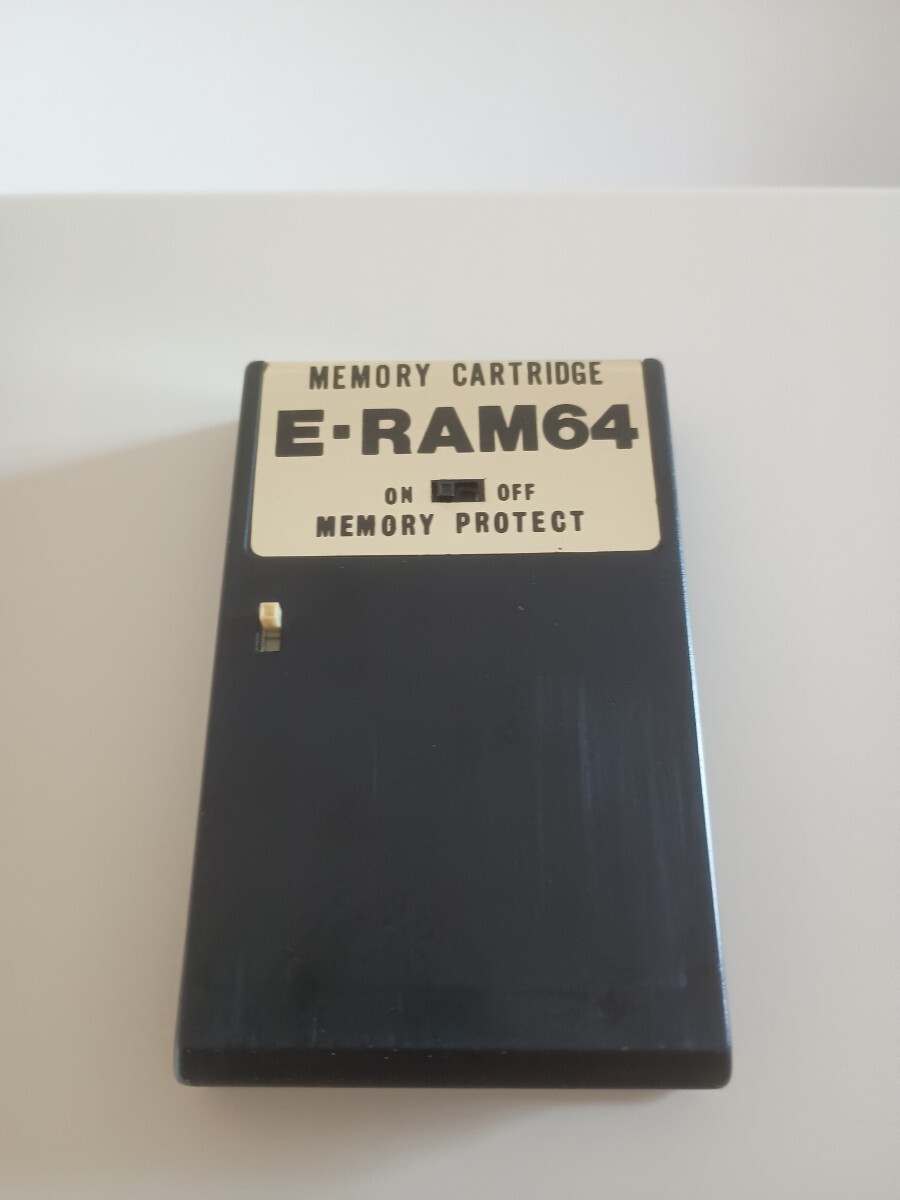 MEMORY CARTRIDGE
E·RAM64
ON OFF
MEMORY PROTECT